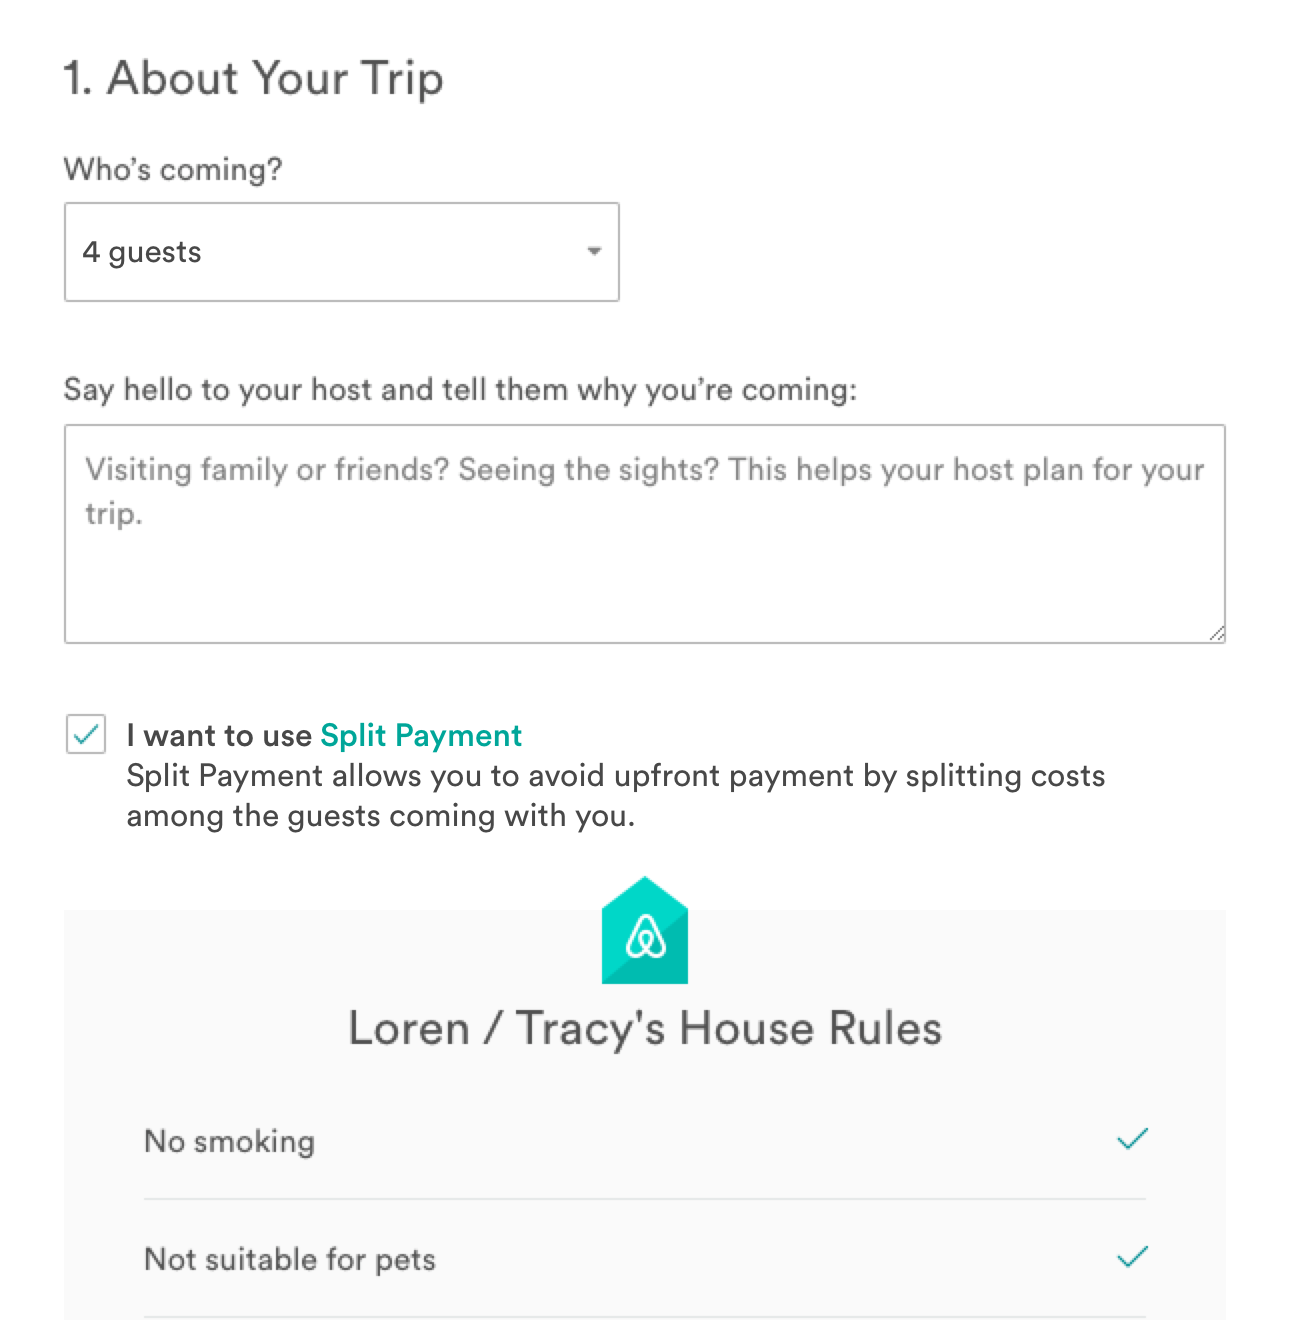 1. About Your Trip
Who’s coming?
4 guests
Say hello to your host and tell them why you’re coming:
Visiting family or friends? Seeing the sights? This helps your host plan for your
trip.
I want to use Split Payment
Split Payment allows you to avoid upfront payment by splitting costs
among the guests coming with you.
Loren / Tracy's House Rules
No smoking
Not suitable for pets